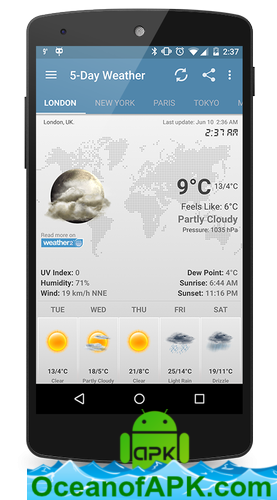 2:37
5-Day Weather
LONDON NEW YORK PARIS TOKYO M
London, UK. Last update: Jun 10 2:36 AM
2:37 AM
9°C 13/4°C
Feels Like: 6°C
Partly Cloudy
Pressure: 1035 hPa
Read more on
weather2
UV Index: 0 Dew Point: 4°C
Humidity: 71% Sunrise: 6:44 AM
Wind: 19 km/h NNE Sunset: 11:16 PM
TUE WED THU FRI SAT
13/4°C 18/5°C 21/8°C 25/14°C 19/11°C
Clear Partly Cloudy Clear Light Rain Drizzle
apk
OceanofAPK.com